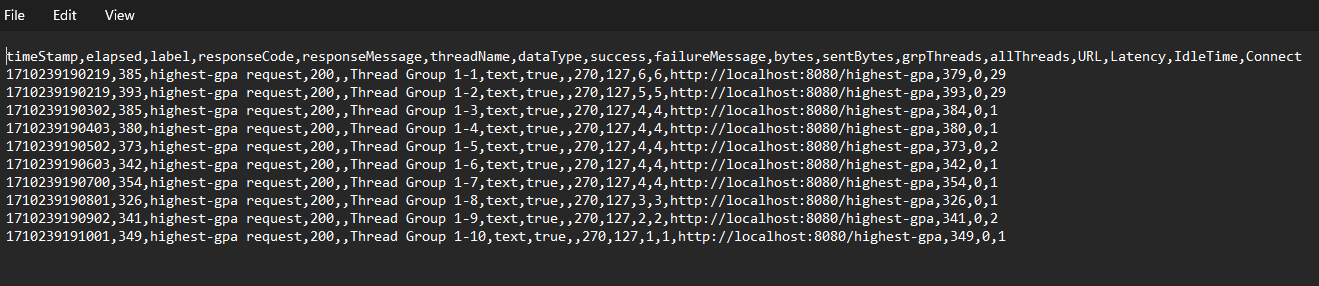 File Edit View
timeStamp,elapsed,label,responseCode,responseMessage,threadName,dataType,success,failureMessage,bytes,sentBytes,grpThreads,allThreads,URL,Latency,IdleTime,Connect
1710239190219,385,highest-gpa request,200,,Thread Group 1-1,text,true,,270,127,6,6,http://localhost:8080/highest-gpa,379,0,29
1710239190219,393,highest-gpa request,200,,Thread Group 1-2,text,true,,270,127,5,5,http://localhost:8080/highest-gpa,393,0,29
1710239190302,385,highest-gpa request,200,,Thread Group 1-3,text,true,,270,127,4,4,http://localhost:8080/highest-gpa,384,0,1
1710239190403,380,highest-gpa request,200,,Thread Group 1-4,text,true,,270,127,4,4,http://localhost:8080/highest-gpa,380,0,1
1710239190502,373,highest-gpa request,200,,Thread Group 1-5,text,true,,270,127,4,4,http://localhost:8080/highest-gpa,373,0,2
1710239190603,342,highest-gpa request,200,,Thread Group 1-6,text,true,,270,127,4,4,http://localhost:8080/highest-gpa,342,0,1
1710239190700,354,highest-gpa request,200,,Thread Group 1-7,text,true,,270,127,4,4,http://localhost:8080/highest-gpa,354,0,1
1710239190801,326,highest-gpa request,200,,Thread Group 1-8,text,true,,270,127,3,3,http://localhost:8080/highest-gpa,326,0,1
1710239190902,341,highest-gpa request,200,,Thread Group 1-9,text,true,,270,127,2,2,http://localhost:8080/highest-gpa,341,0,2
1710239191001,349,highest-gpa request,200,,Thread Group 1-10,text,true,,270,127,1,1,http://localhost:8080/highest-gpa,349,0,1